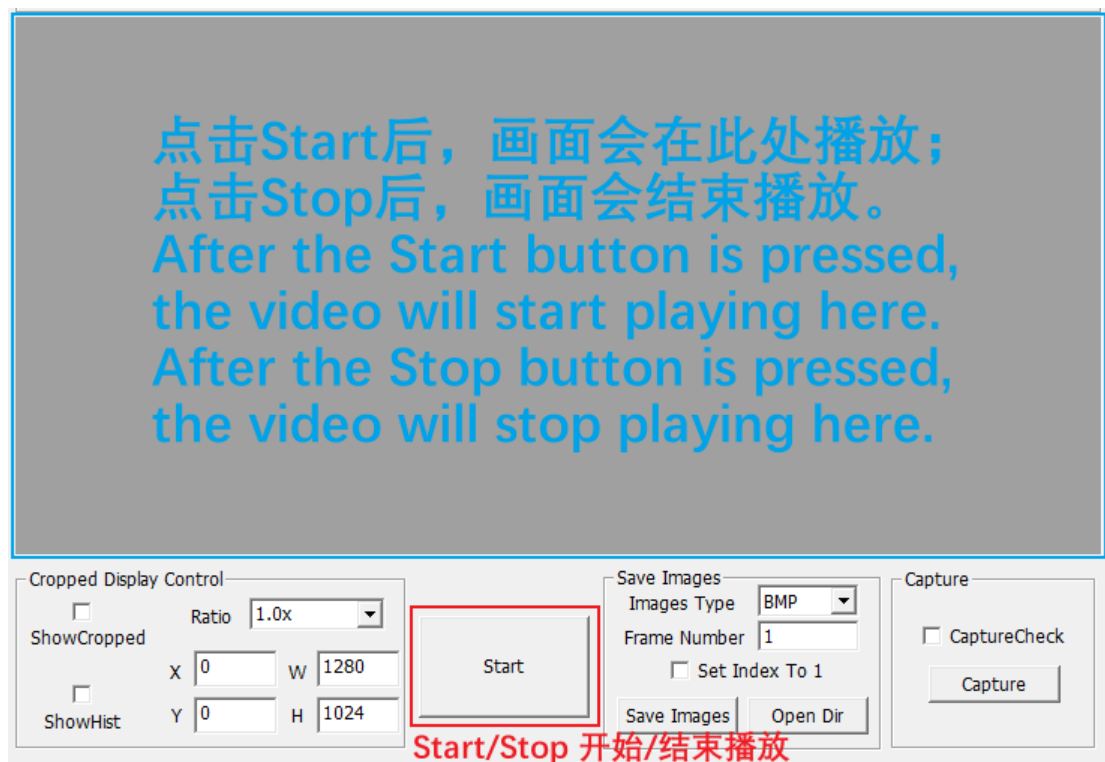 点击Start后，画面会在此处播放；
点击Stop后，画面会结束播放。
After the Start button is pressed,
the video will start playing here.
After the Stop button is pressed,
the video will stop playing here.
Cropped Display Control
ShowCropped
Ratio 1.0x
X 0 W 1280
ShowHist
Y 0 H 1024
Start
Start/Stop 开始/结束播放
Save Images
Images Type BMP
Frame Number 1
Set Index To 1
Save Images Open Dir
Capture
CaptureCheck
Capture